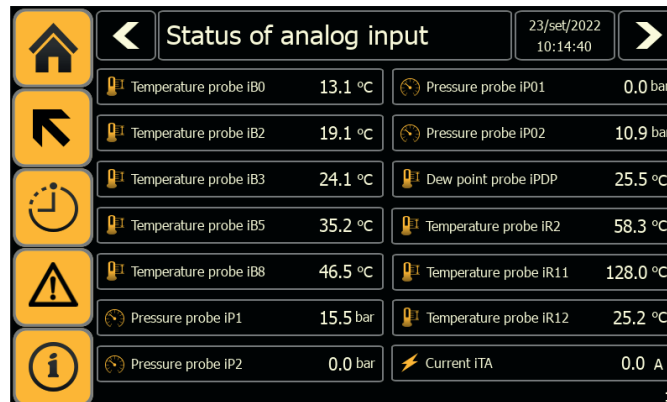 Status of analog input
23/set/2022
10:14:40
Temperature probe iB0 13.1 °C
Temperature probe iB2 19.1 °C
Temperature probe iB3 24.1 °C
Temperature probe iB5 35.2 °C
Temperature probe iB8 46.5 °C
Pressure probe iP1 15.5 bar
Pressure probe iP2 0.0 bar
Pressure probe iP01 0.0 bar
Pressure probe iP02 10.9 bar
Dew point probe iPDP 25.5 °C
Temperature probe iR2 58.3 °C
Temperature probe iR11 128.0 °C
Temperature probe iR12 25.2 °C
Current iTA 0.0 A